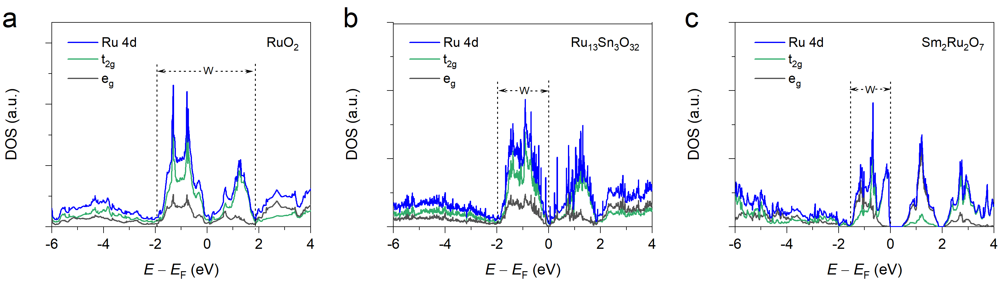 a
Ru 4d
t2g
eg
RuO2
W
DOS (a.u.)
-6 -4 -2 0 2 4
E – EF (eV)
b
Ru 4d
t2g
eg
Ru13Sn3O32
W
DOS (a.u.)
-6 -4 -2 0 2 4
E – EF (eV)
c
Ru 4d
t2g
eg
Sm2Ru2O7
W
DOS (a.u.)
-6 -4 -2 0 2 4
E – EF (eV)